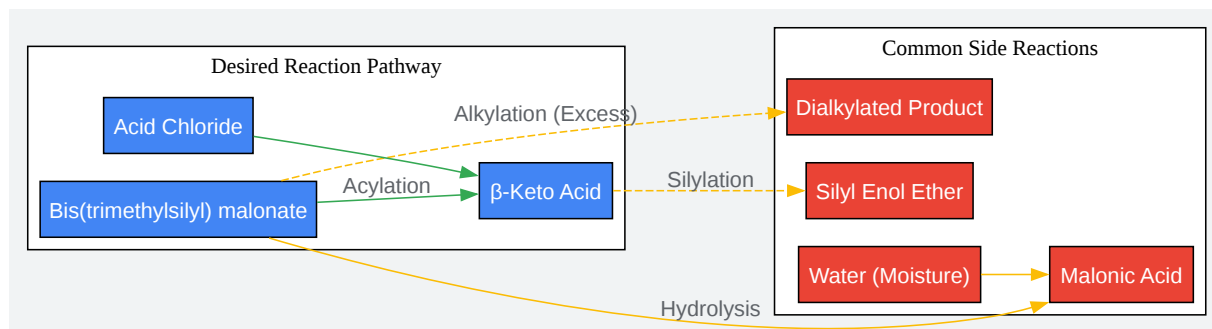 Desired Reaction Pathway
Acid Chloride
Bis(trimethylsilyl) malonate
Acylation
β-Keto Acid
Alkylation (Excess)
Silylation
Hydrolysis
Common Side Reactions
Dialkylated Product
Silyl Enol Ether
Water (Moisture)
Malonic Acid